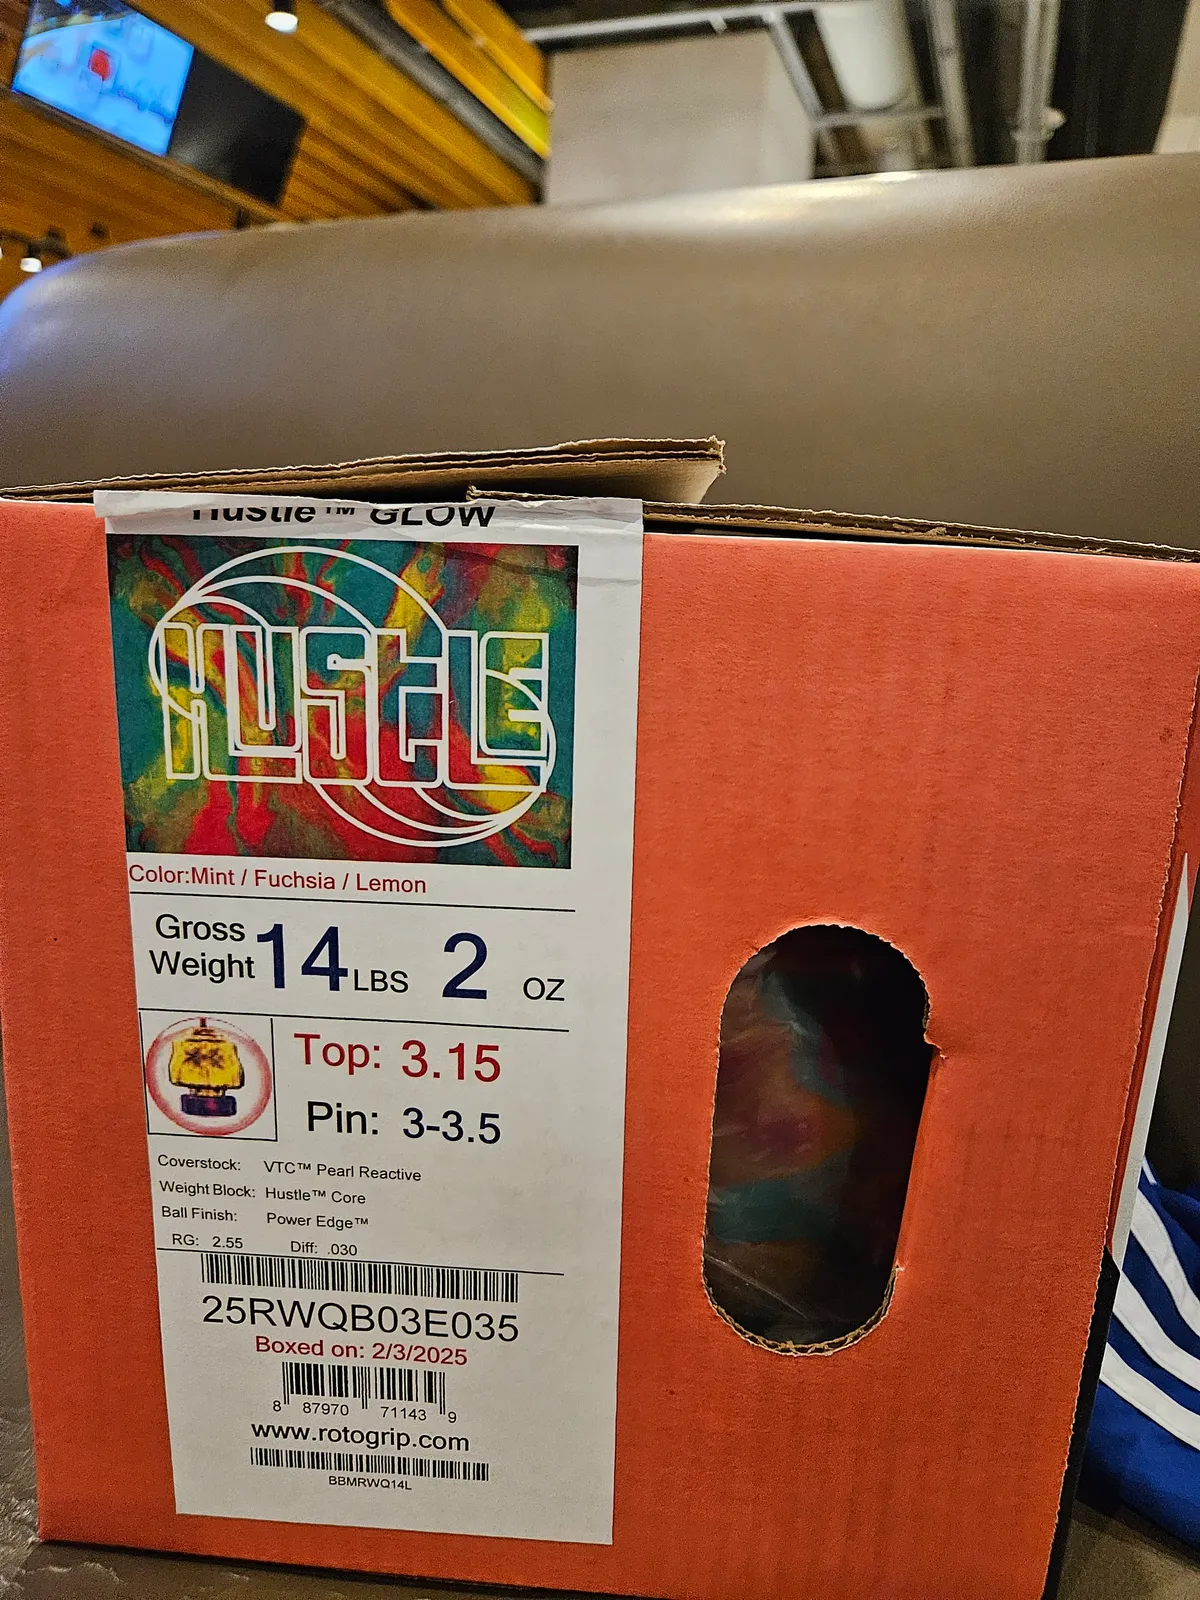 Hustle™ GLOW
HUSTLE
Color:Mint / Fuchsia / Lemon
Gross Weight 14 LBS 2 OZ
Top: 3.15
Pin: 3-3.5
Coverstock: VTC™ Pearl Reactive
Weight Block: Hustle™ Core
Ball Finish: Power Edge™
RG: 2.55 Diff: .030
25RWQB03E035
Boxed on: 2/3/2025
8 87970 71143 9
www.rotogrip.com
BBMRWQ14L